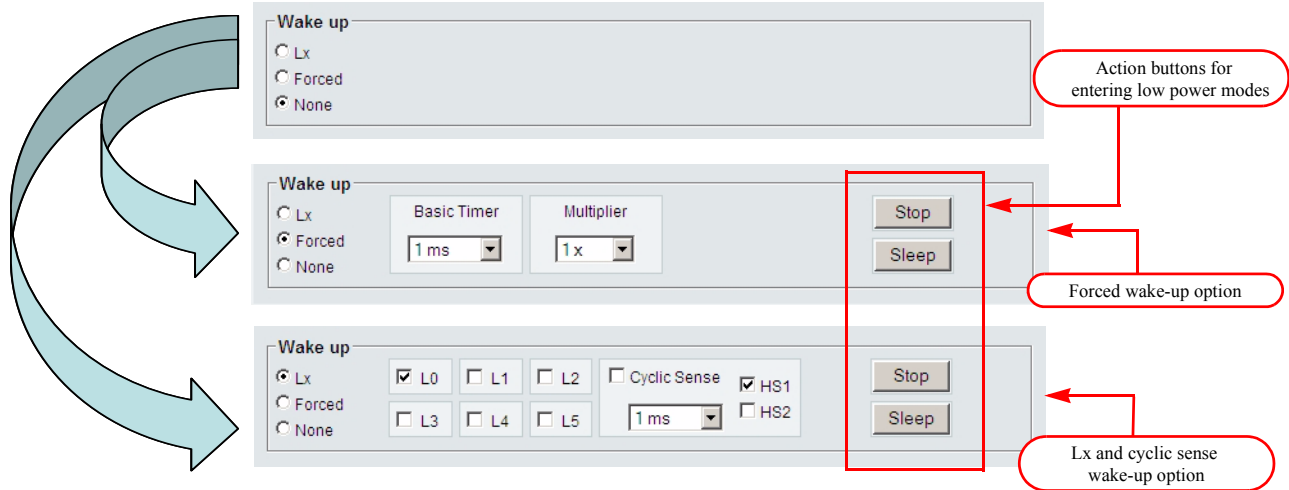 Wake up
Lx
Forced
None
Action buttons for
entering low power modes
Wake up
Lx
Forced
None
Basic Timer
1 ms
Multiplier
1 x
Stop
Sleep
Forced wake-up option
Wake up
Lx
Forced
None
L0
L1
L2
L3
L4
L5
Cyclic Sense
1 ms
HS1
HS2
Stop
Sleep
Lx and cyclic sense
wake-up option